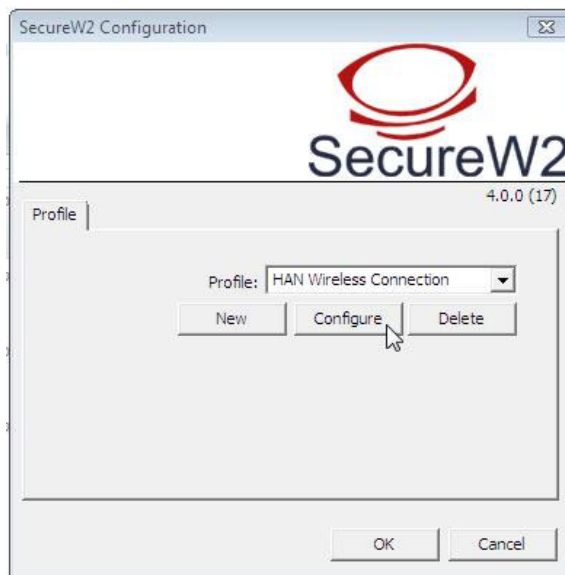 SecureW2 Configuration
SecureW2
4.0.0 (17)
Profile
Profile: HAN Wireless Connection
New Configure Delete
OK Cancel